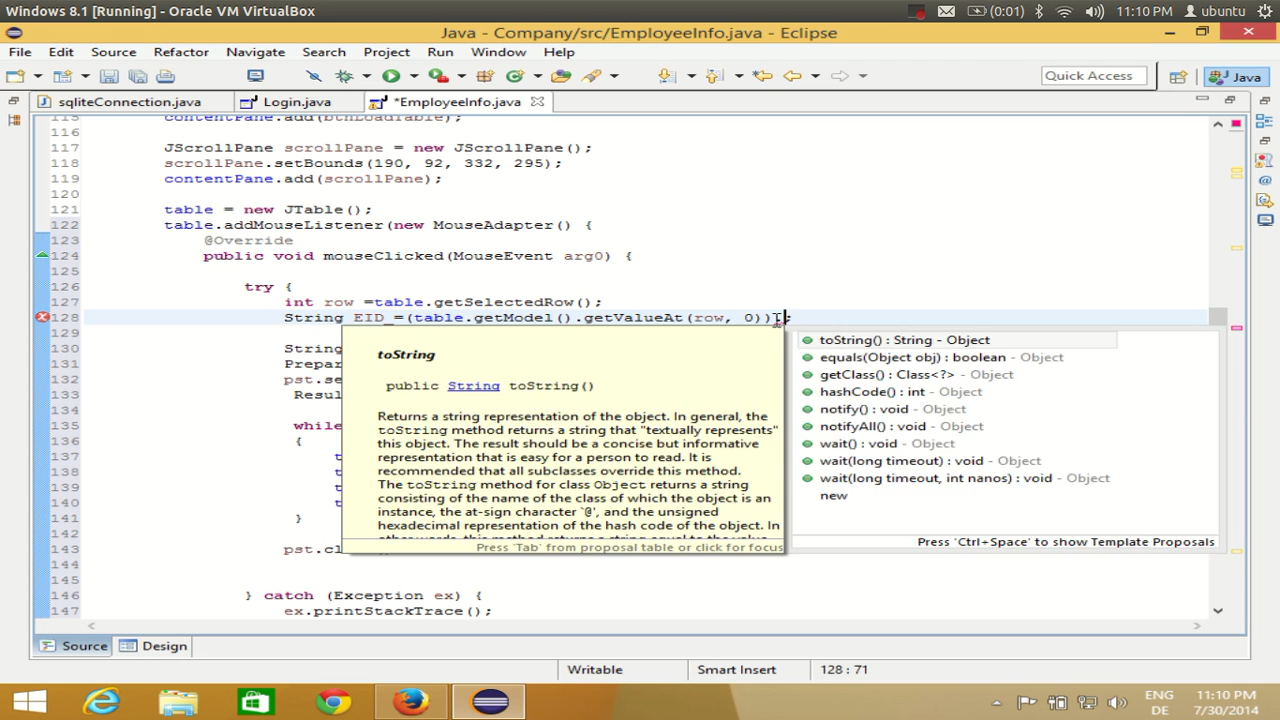 Windows 8.1 [Running] - Oracle VM VirtualBox
(0:01) 11:10 PM ubuntu
Java - Company/src/EmployeeInfo.java - Eclipse
File Edit Source Refactor Navigate Search Project Run Window Help
Quick Access Java
sqliteConnection.java Login.java *EmployeeInfo.java
115 contentPane.add(btnLoadTable);
116
117 JScrollPane scrollPane = new JScrollPane();
118 scrollPane.setBounds(190, 92, 332, 295);
119 contentPane.add(scrollPane);
120
121 table = new JTable();
122 table.addMouseListener(new MouseAdapter() {
123 @Override
124 public void mouseClicked(MouseEvent arg0) {
125
126 try {
127 int row =table.getSelectedRow();
128 String EID_=(table.getModel().getValueAt(row, 0)).;
129
130 String
131 Prepar
132 pst.se
133 Resul
134
135 while
136 {
137 t
138 t
139 t
140 t
141 }
142
143 pst.cl
144
145
146 } catch (Exception ex) {
147 ex.printStackTrace();
toString
public String toString()
Returns a string representation of the object. In general, the
toString method returns a string that "textually represents"
this object. The result should be a concise but informative
representation that is easy for a person to read. It is
recommended that all subclasses override this method.
The toString method for class Object returns a string
consisting of the name of the class of which the object is an
instance, the at-sign character `@', and the unsigned
hexadecimal representation of the hash code of the object. In
other words, this method returns a string equal to the value
Press 'Tab' from proposal table or click for focus
toString() : String - Object
equals(Object obj) : boolean - Object
getClass() : Class<?> - Object
hashCode() : int - Object
notify() : void - Object
notifyAll() : void - Object
wait() : void - Object
wait(long timeout) : void - Object
wait(long timeout, int nanos) : void - Object
new
Press 'Ctrl+Space' to show Template Proposals
Source Design
Writable Smart Insert 128 : 71
ENG 11:10 PM
DE 7/30/2014